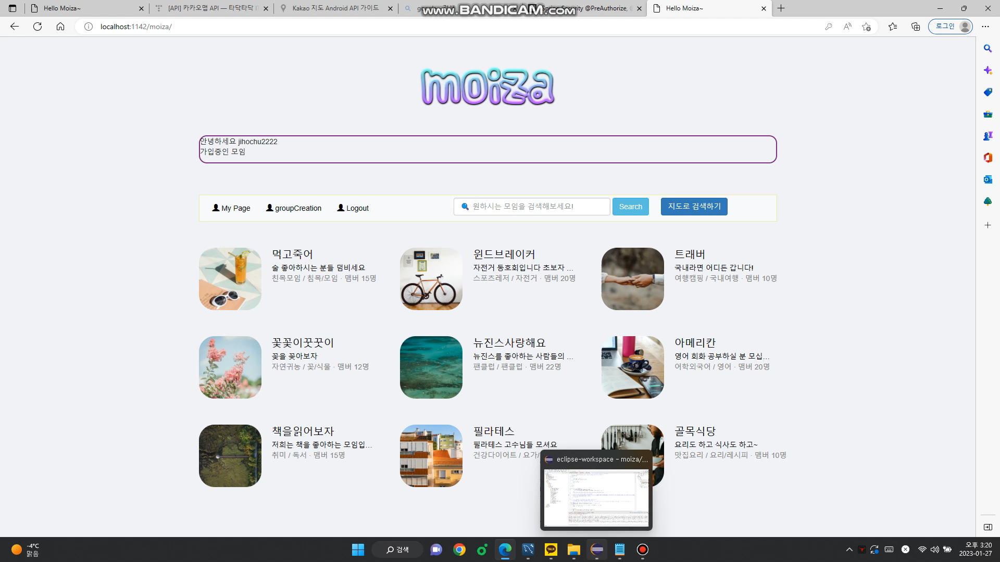 Hello Moiza~
[API] 카카오맵 API — 타닥타닥
Kakao 지도 Android API 가이드
@PreAuthorize,
Hello Moiza~
www.BANDICAM.com
localhost:1142/moiza/
로그인
moiza
안녕하세요 jihochu2222
가입중인 모임
My Page groupCreation Logout 원하시는 모임을 검색해보세요! Search 지도로 검색하기
먹고죽어
술 좋아하시는 분들 덤비세요
친목모임 / 침목/모임 · 맴버 15명
윈드브레이커
자전거 동호회입니다 초보자 ...
스포츠레저 / 자전거 · 맴버 20명
트래버
국내라면 어디든 갑니다!
여행캠핑 / 국내여행 · 맴버 10명
꽃꽃이꿋꿋이
꽃을 꽂아보자
자연귀농 / 꽃/식물 · 맴버 12명
뉴진스사랑해요
뉴진스를 좋아하는 사람들의 ...
팬클럽 / 팬클럽 · 맴버 22명
아메리칸
영어 회화 공부하실 분 모십...
어학외국어 / 영어 · 맴버 20명
책을읽어보자
저희는 책을 좋아하는 모임입...
취미 / 독서 · 맴버 15명
필라테스
필라테스 고수님들 모셔요
건강다이어트 / 요가/
골목식당
요리도 하고 식사도 하고~
맛집요리 / 요리/레시피 · 맴버 10명
eclipse-workspace - moiza/...
-4°C
맑음
검색
TALK
오후 3:20
2023-01-27